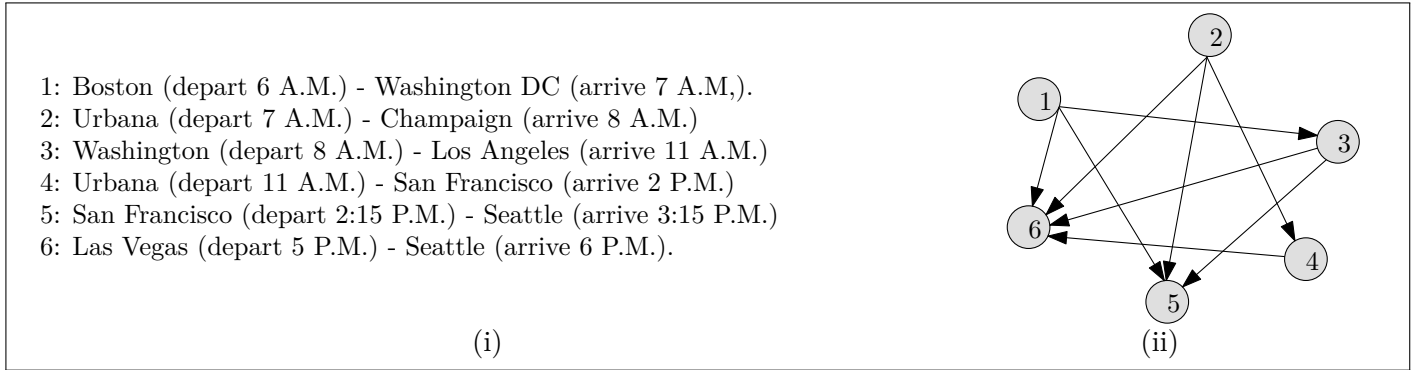 1: Boston (depart 6 A.M.) - Washington DC (arrive 7 A.M,).
2: Urbana (depart 7 A.M.) - Champaign (arrive 8 A.M.)
3: Washington (depart 8 A.M.) - Los Angeles (arrive 11 A.M.)
4: Urbana (depart 11 A.M.) - San Francisco (arrive 2 P.M.)
5: San Francisco (depart 2:15 P.M.) - Seattle (arrive 3:15 P.M.)
6: Las Vegas (depart 5 P.M.) - Seattle (arrive 6 P.M.).
(i)
2
1
3
6
4
5
(ii)